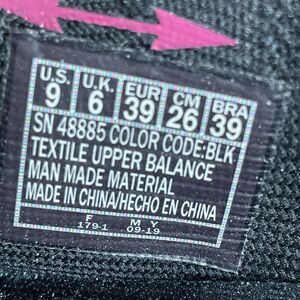 U.S. U.K. EUR CM BRA
9 6 39 26 39
SN 48885 COLOR CODE:BLK
TEXTILE UPPER BALANCE
MAN MADE MATERIAL
MADE IN CHINA/HECHO EN CHINA
F M Y
179-1 09-19